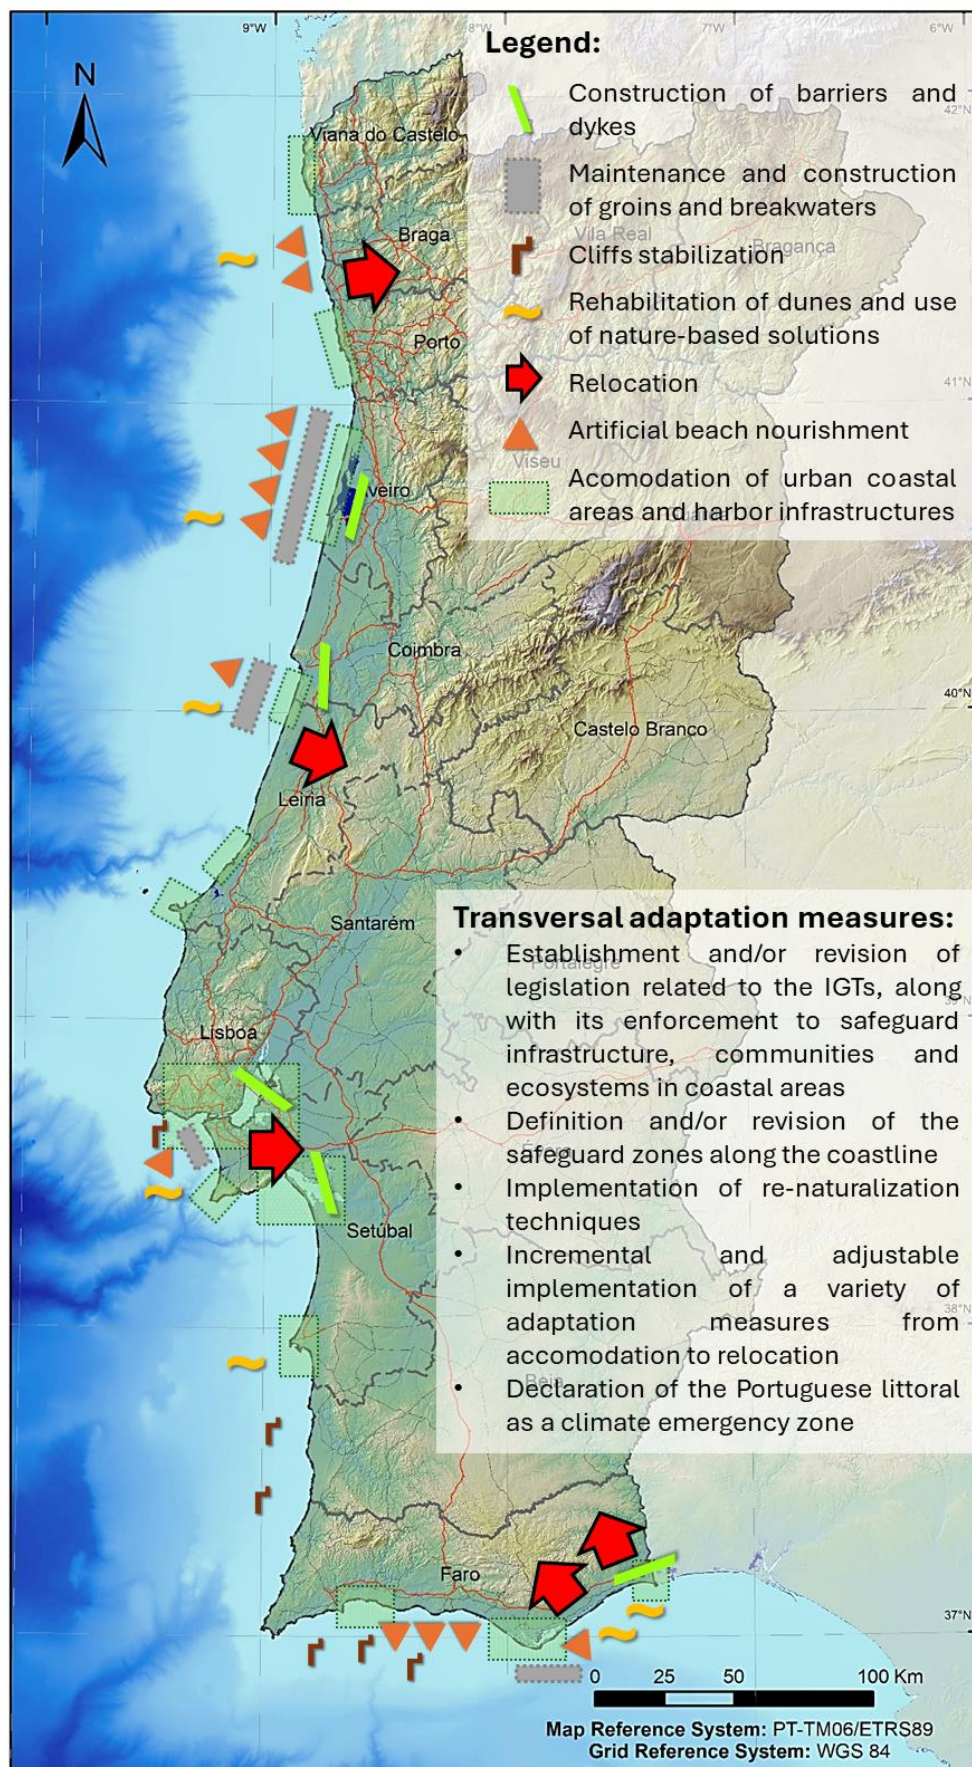 9°W
8°W
7°W
6°W
N
Legend:
Construction of barriers and
dykes
42°N
Maintenance and construction
of groins and breakwaters
Cliffs stabilization
Rehabilitation of dunes and use
of nature-based solutions
Relocation
41°N
Artificial beach nourishment
Acomodation of urban coastal
areas and harbor infrastructures
Viana do Castelo
Braga
Vila Real
Bragança
Porto
Viseu
Aveiro
Coimbra
40°N
Castelo Branco
Leiria
Santarém
Transversal adaptation measures:
• Establishment and/or revision of
legislation related to the IGTs, along
with its enforcement to safeguard
infrastructure, communities and
ecosystems in coastal areas
• Definition and/or revision of the
safeguard zones along the coastline
• Implementation of re-naturalization
techniques
• Incremental and adjustable
implementation of a variety of
adaptation measures from
accomodation to relocation
• Declaration of the Portuguese littoral
as a climate emergency zone
Portalegre
39°N
Lisboa
Évora
Setúbal
38°N
Beja
Faro
37°N
0 25 50 100 Km
Map Reference System: PT-TM06/ETRS89
Grid Reference System: WGS 84